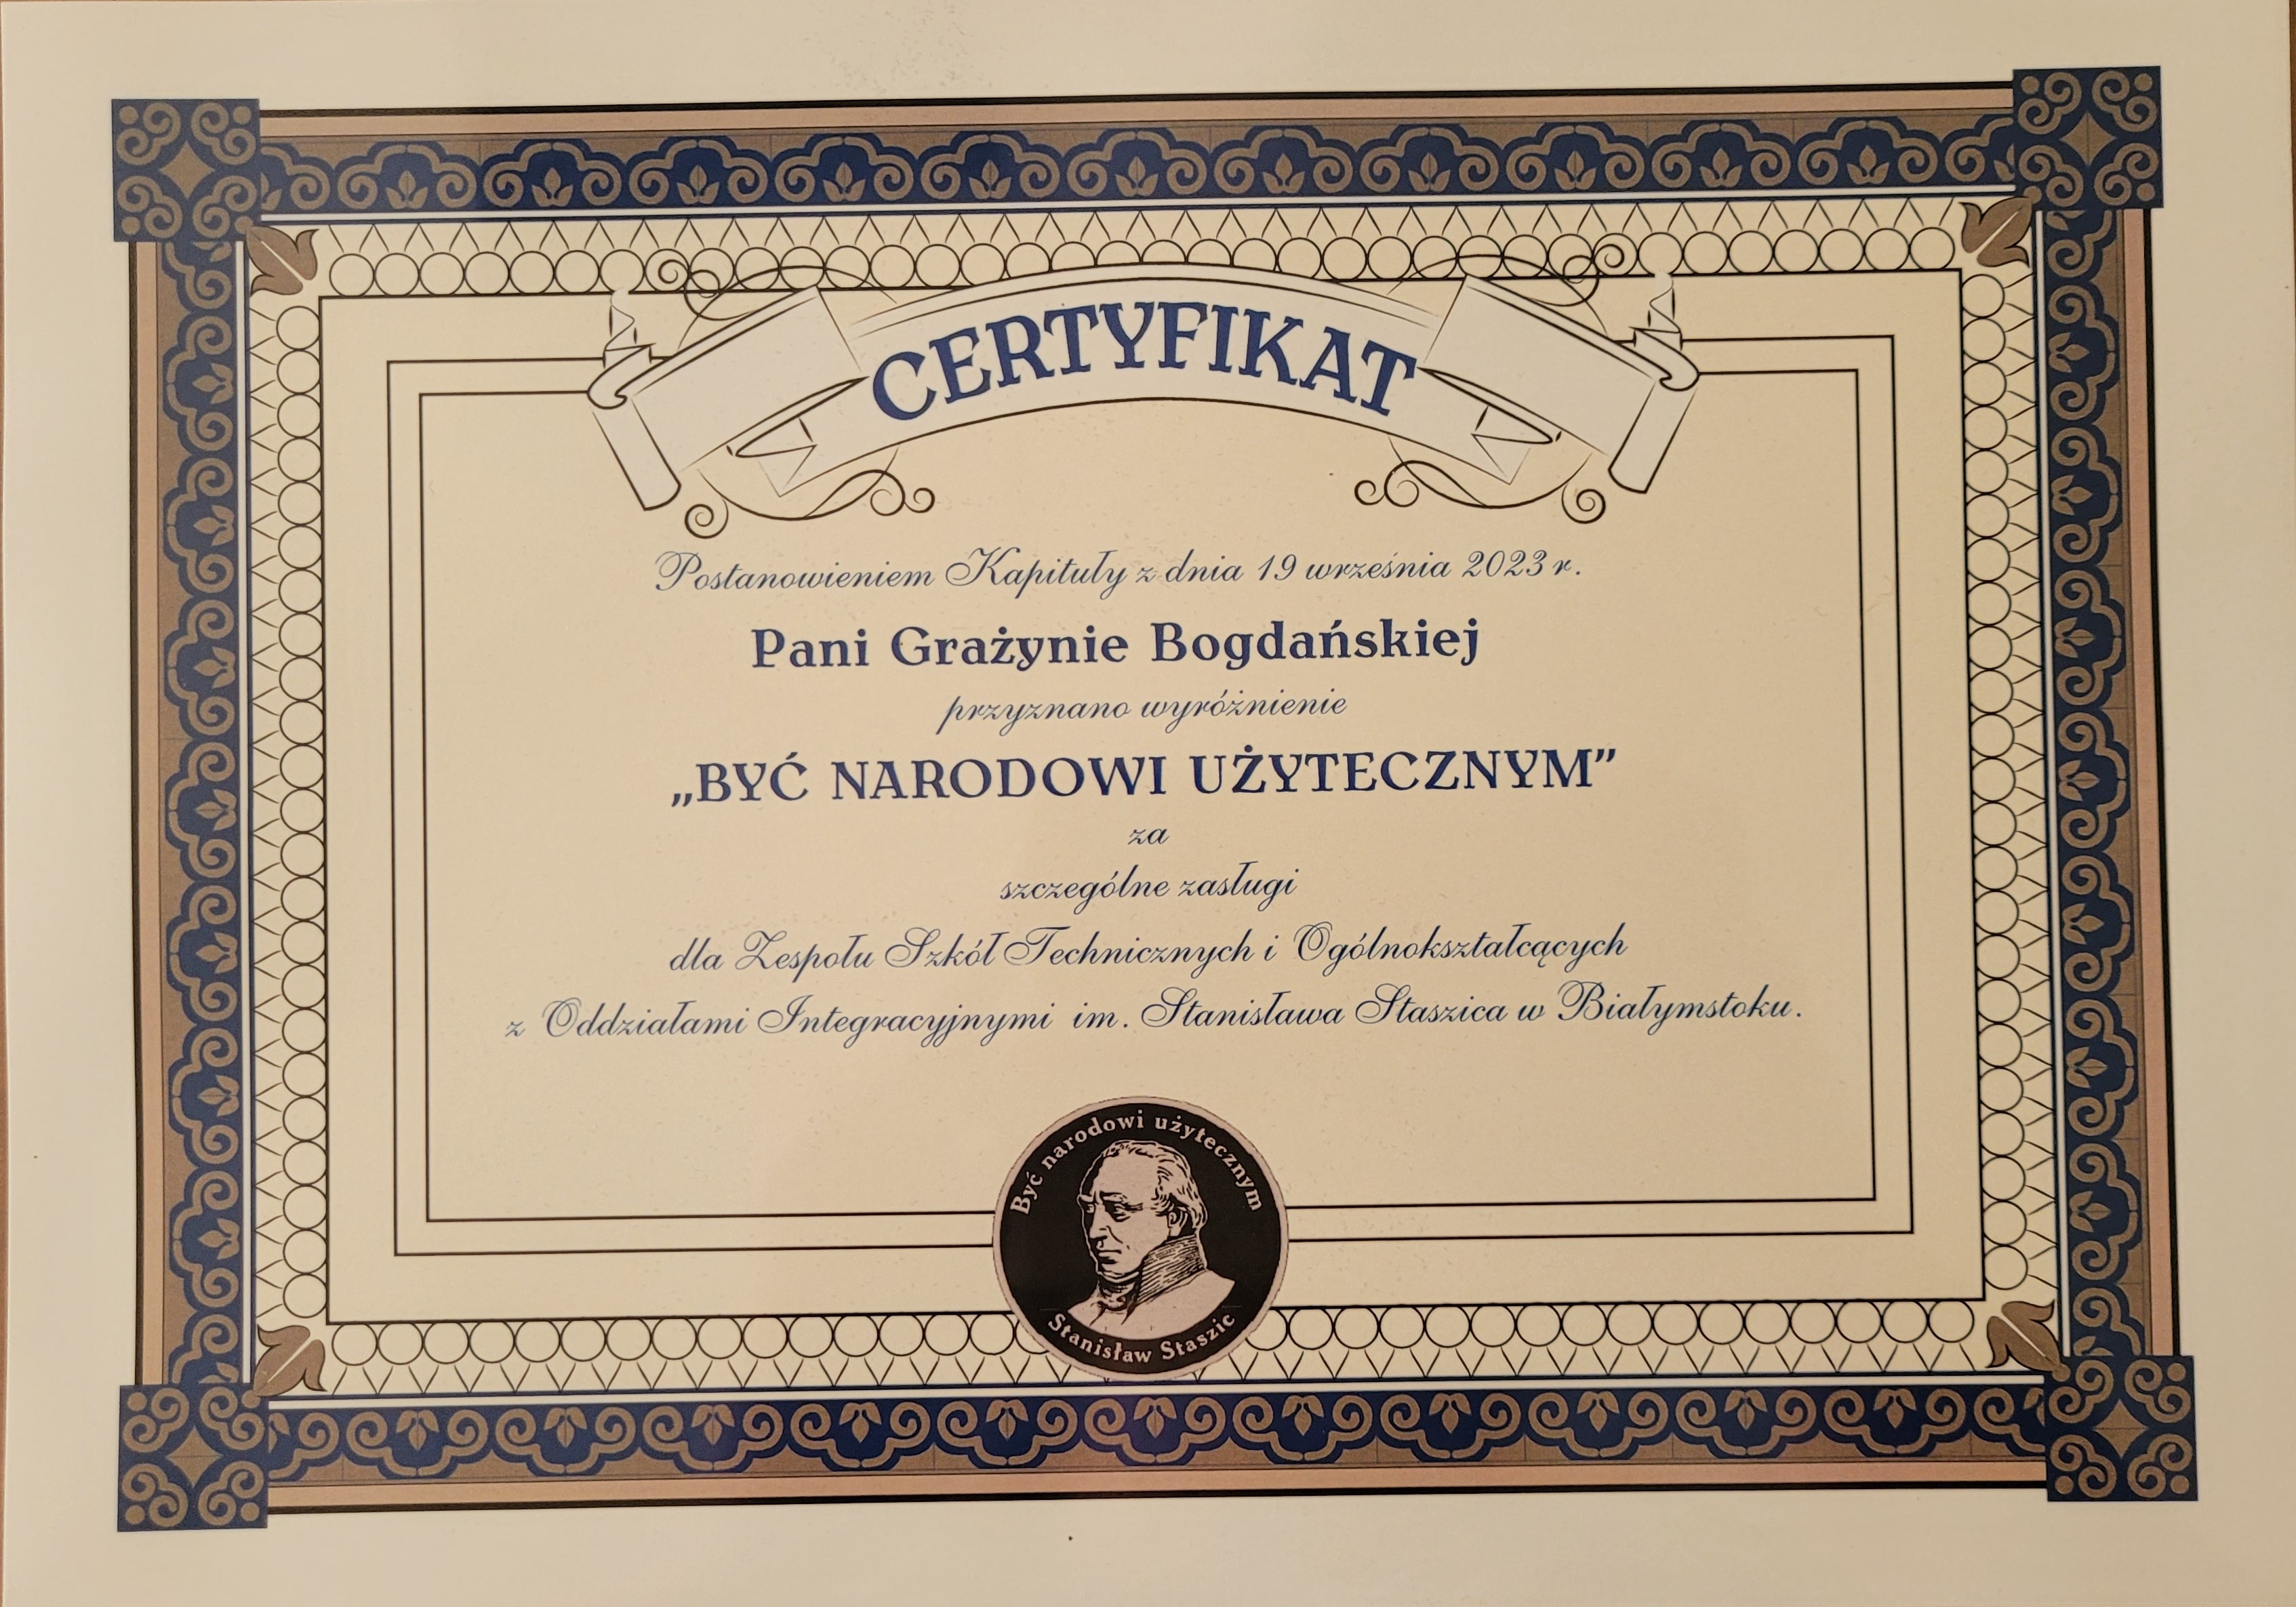 CERTYFIKAT
Postanowieniem Kapituły z dnia 19 września 2023 r.
Pani Grażynie Bogdańskiej
przyznano wyróżnienie
„BYĆ NARODOWI UŻYTECZNYM”
za
szczególne zasługi
dla Zespołu Szkół Technicznych i Ogólnokształcących
z Oddziałami Integracyjnymi im. Stanisława Staszica w Białymstoku.
Być narodowi użytecznym
Stanisław Staszic